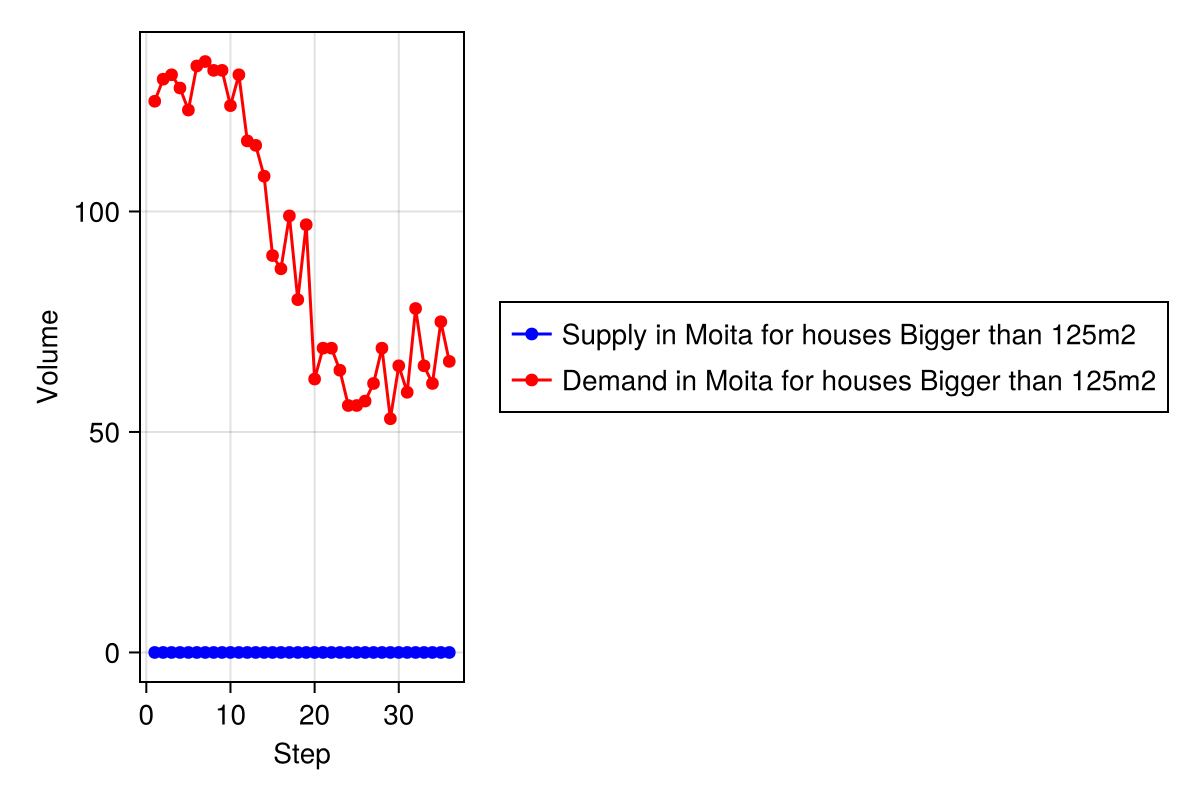 Volume
100
50
0
0 10 20 30
Step
Supply in Moita for houses Bigger than 125m2
Demand in Moita for houses Bigger than 125m2